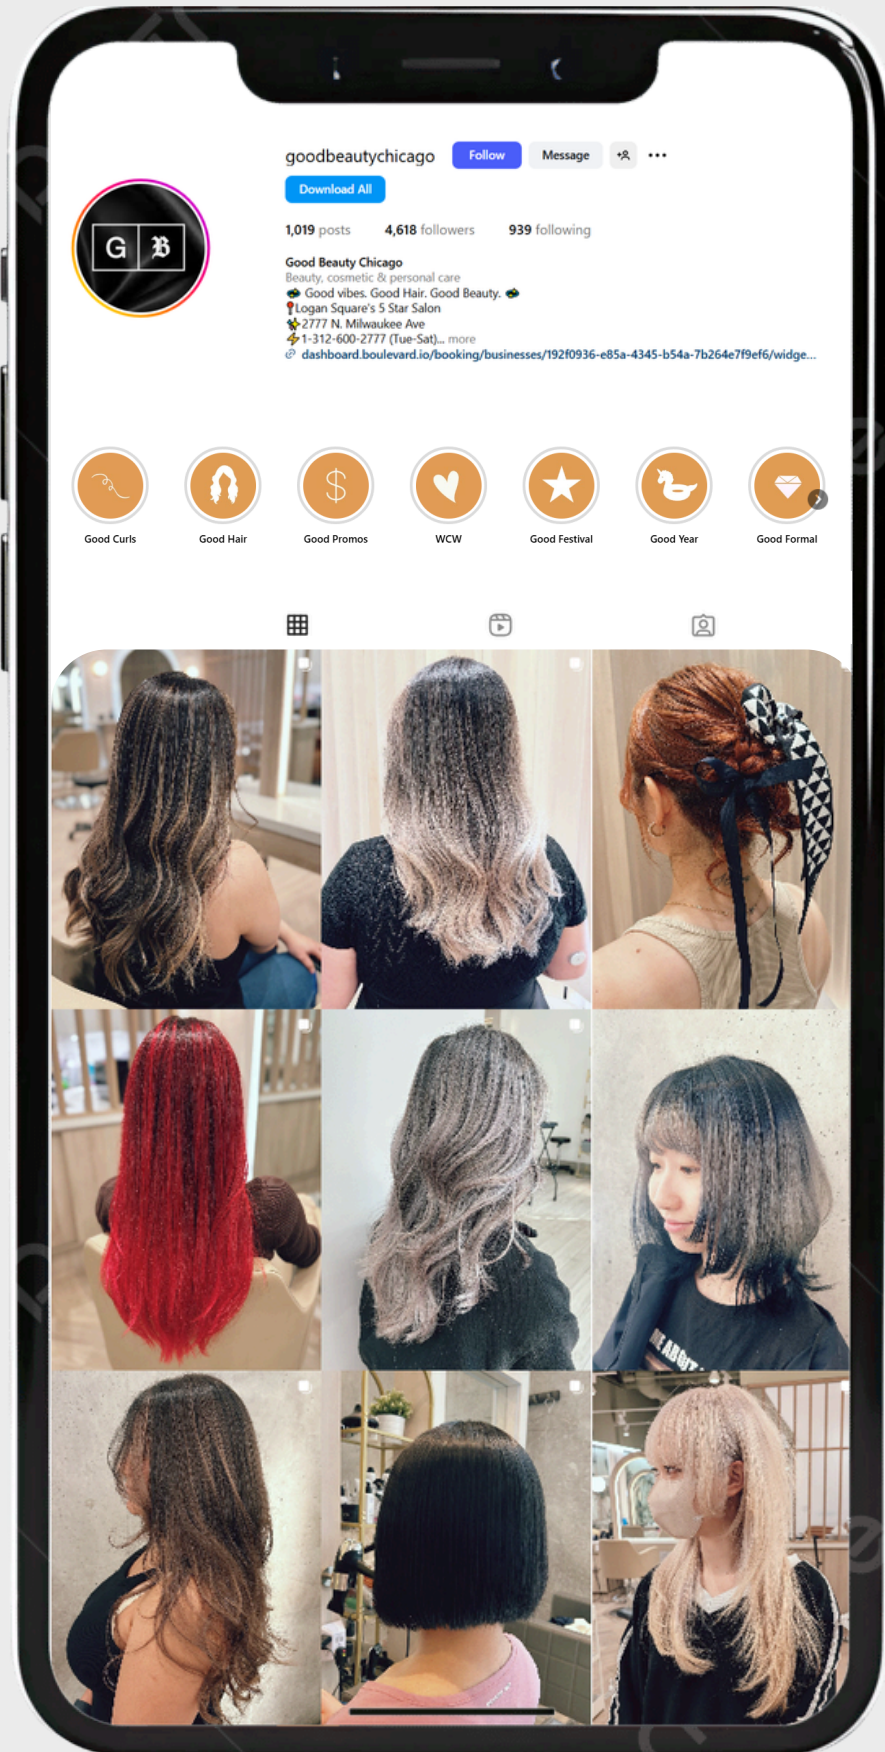 goodbeautychicago Follow Message
Download All
1,019 posts 4,618 followers 939 following
G B
Good Beauty Chicago
Beauty, cosmetic & personal care
Good vibes. Good Hair. Good Beauty.
📍Logan Square's 5 Star Salon
✨2777 N. Milwaukee Ave
⚡1-312-600-2777 (Tue-Sat)... more
dashboard.boulevard.io/booking/businesses/192f0936-e85a-4345-b54a-7b264e7f9ef6/widge...
Good Curls Good Hair Good Promos WCW Good Festival Good Year Good Formal